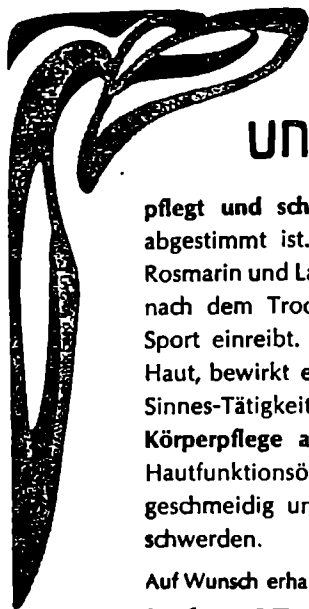 un
pflegt und sch
abgestimmt ist.
Rosmarin und La
nach dem Troc
Sport einreibt.
Haut, bewirkt e
Sinnes-Tätigkeit
Körperpflege a
Hautfunktionsö
geschmeidig un
schwerden.
Auf Wunsch erha